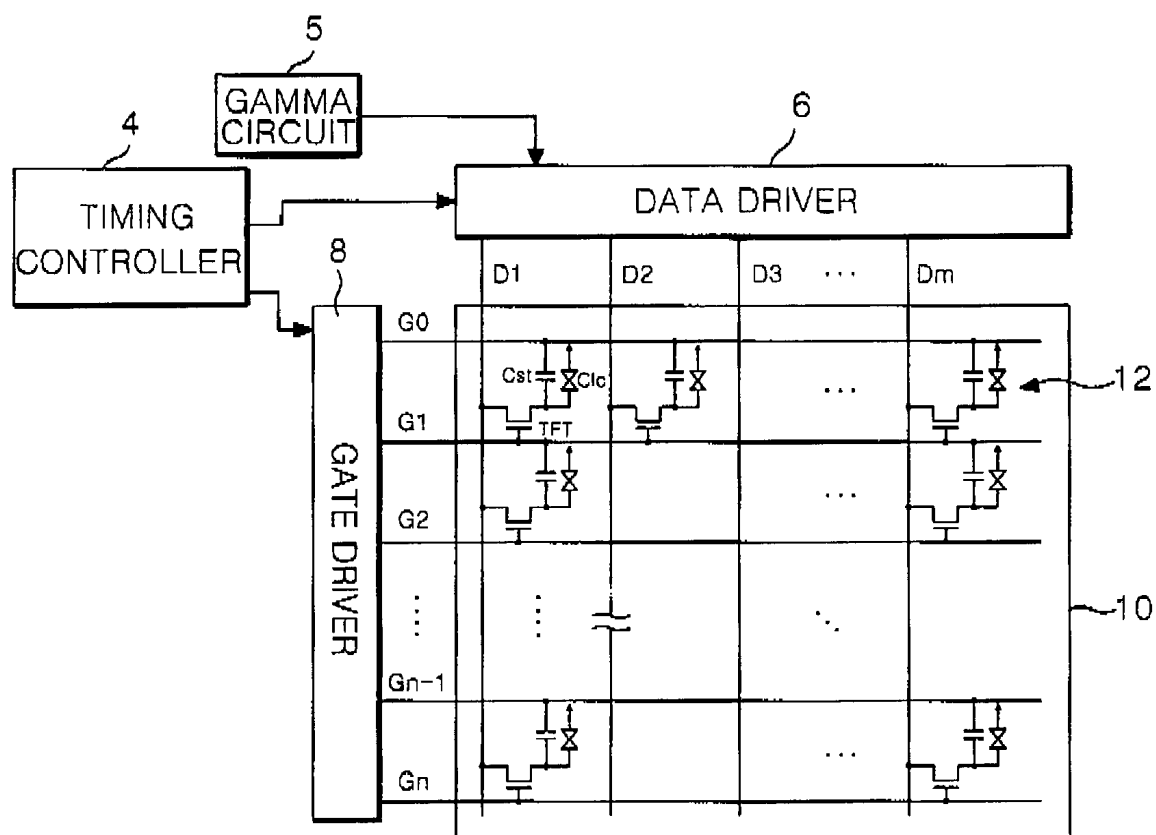 5
GAMMA
CIRCUIT
4
6
TIMING
CONTROLLER
DATA DRIVER
8
D1 D2 D3 ... Dm
G0
Cst Clc
... 12
G1
TFT
...
G2
GATE DRIVER
10
Gn-1
...
Gn